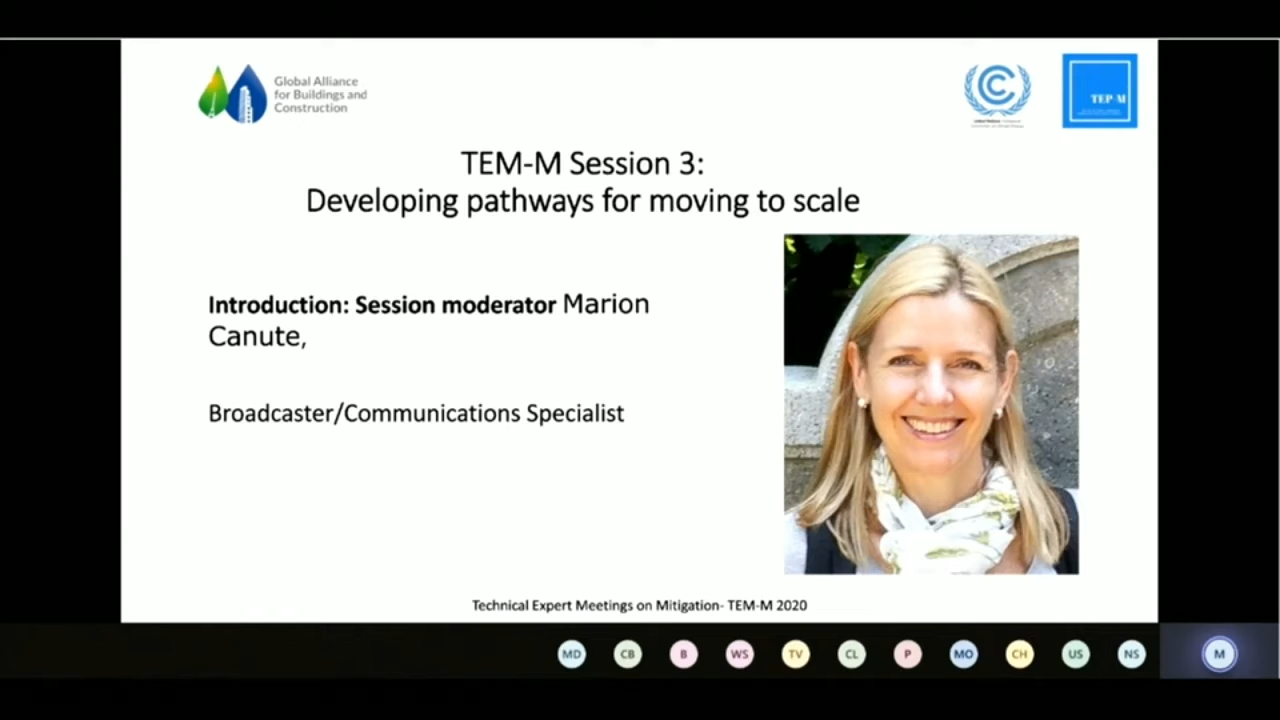 Global Alliance
for Buildings and
Construction
TEP-M
TEM-M Session 3:
Developing pathways for moving to scale
Introduction: Session moderator Marion
Canute,
Broadcaster/Communications Specialist
Technical Expert Meetings on Mitigation- TEM-M 2020
MD CB B WS TV CL P MO CH US NS M